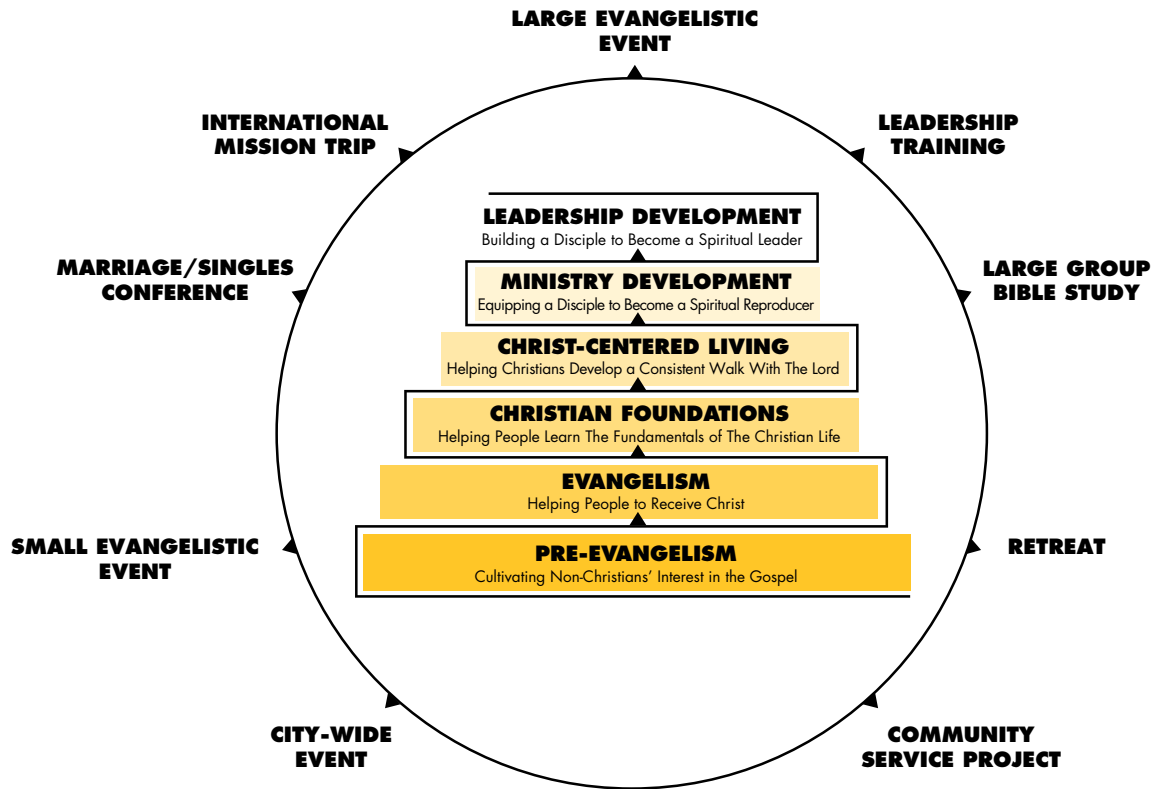 LARGE EVANGELISTIC
EVENT
INTERNATIONAL
MISSION TRIP
LEADERSHIP
TRAINING
MARRIAGE/SINGLES
CONFERENCE
LARGE GROUP
BIBLE STUDY
LEADERSHIP DEVELOPMENT
Building a Disciple to Become a Spiritual Leader
MINISTRY DEVELOPMENT
Equipping a Disciple to Become a Spiritual Reproducer
CHRIST-CENTERED LIVING
Helping Christians Develop a Consistent Walk With The Lord
CHRISTIAN FOUNDATIONS
Helping People Learn The Fundamentals of The Christian Life
EVANGELISM
Helping People to Receive Christ
PRE-EVANGELISM
Cultivating Non-Christians’ Interest in the Gospel
SMALL EVANGELISTIC
EVENT
RETREAT
CITY-WIDE
EVENT
COMMUNITY
SERVICE PROJECT